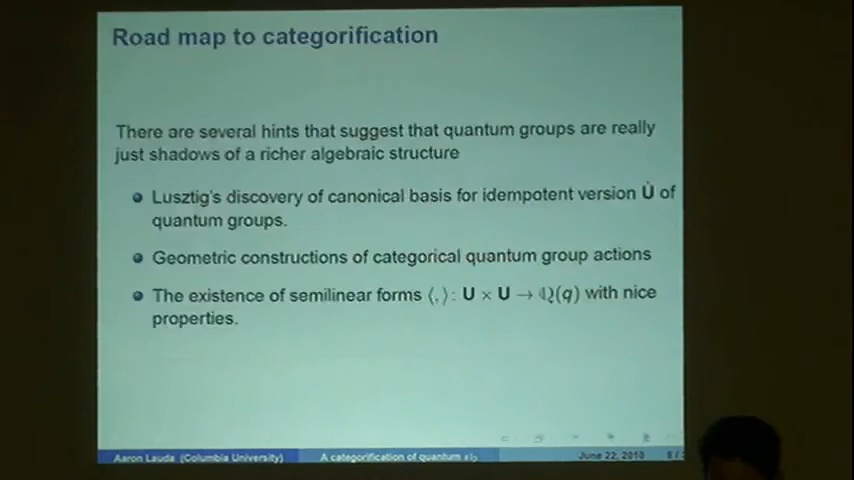 Road map to categorification
There are several hints that suggest that quantum groups are really
just shadows of a richer algebraic structure
Lusztig's discovery of canonical basis for idempotent version U̇ of
quantum groups.
Geometric constructions of categorical quantum group actions
The existence of semilinear forms ⟨,⟩: U × U → ℚ(q) with nice
properties.
Aaron Lauda (Columbia University) A categorification of quantum sl₂ June 22, 2010